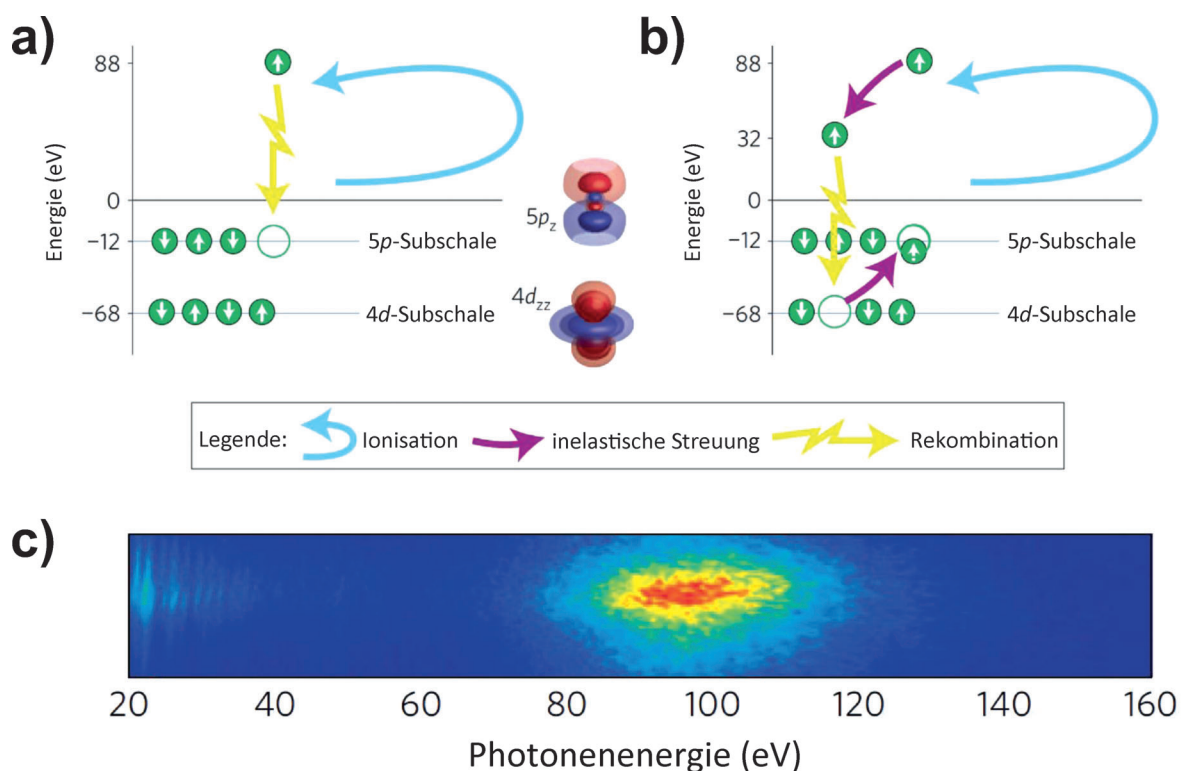 a)
Energie (eV)
88
0
−12
−68
5p-Subschale
4d-Subschale
5pz
4dzz
b)
Energie (eV)
88
32
0
−12
−68
5p-Subschale
4d-Subschale
Legende: Ionisation inelastische Streuung Rekombination
c)
20 40 60 80 100 120 140 160
Photonenenergie (eV)